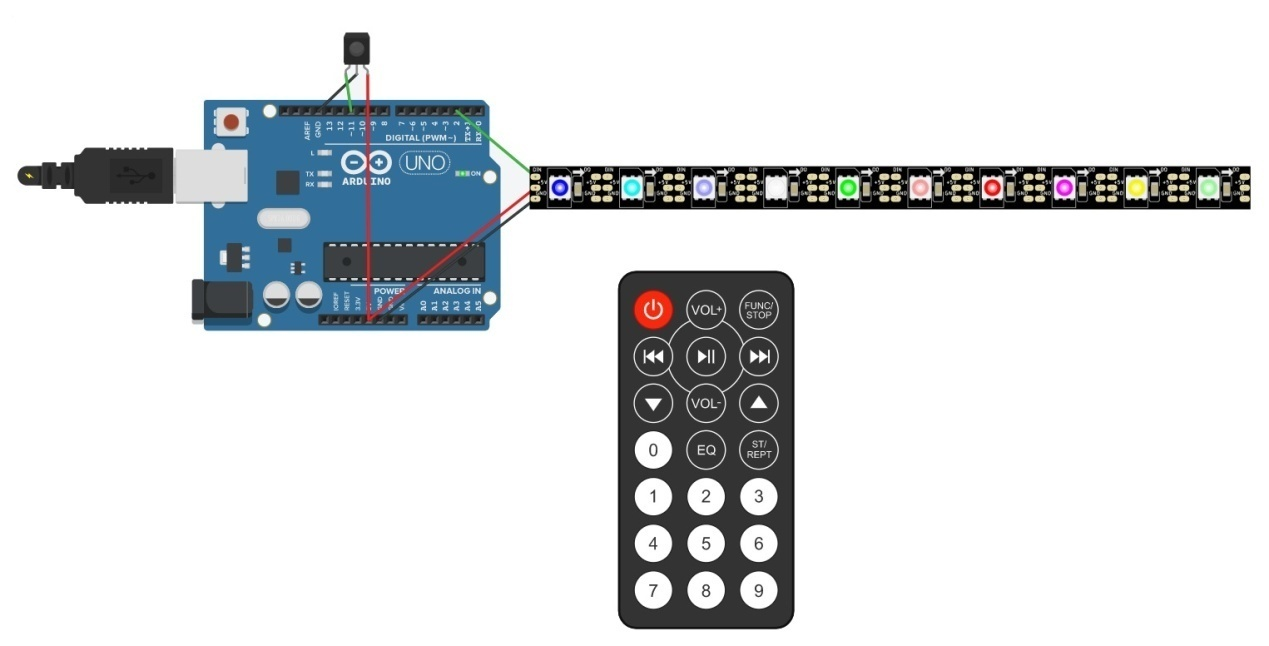 AREF
GND
13
12
~11
~10
~9
8
7
~6
~5
4
~3
2
TX→1
RX←0
DIGITAL (PWM~)
L
TX
RX
UNO
ON
ARDUINO
POWER
ANALOG IN
IOREF
RESET
3.3V
GND
A0
A1
A2
A3
A4
A5
DIN
+5V
GND
DO
VOL+
FUNC/
STOP
VOL-
0
EQ
ST/
REPT
1
2
3
4
5
6
7
8
9